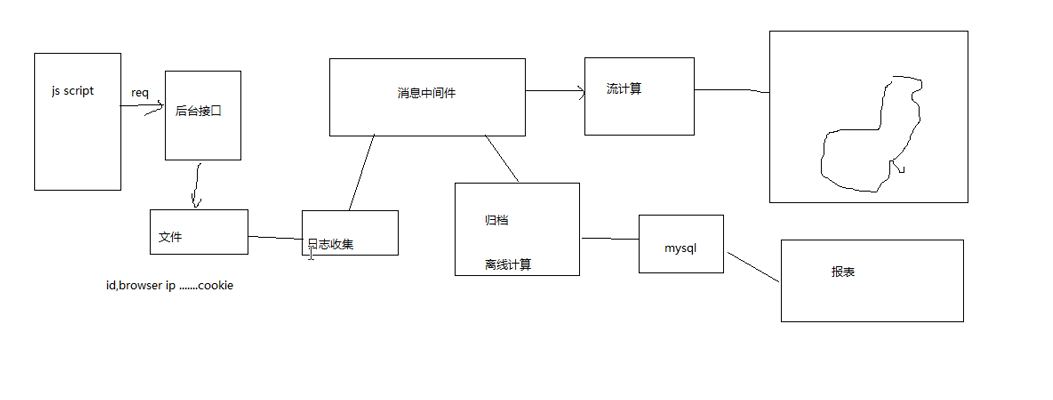 js script
req
后台接口
消息中间件
流计算
文件
日志收集
归档
离线计算
mysql
报表
id,browser ip .......cookie